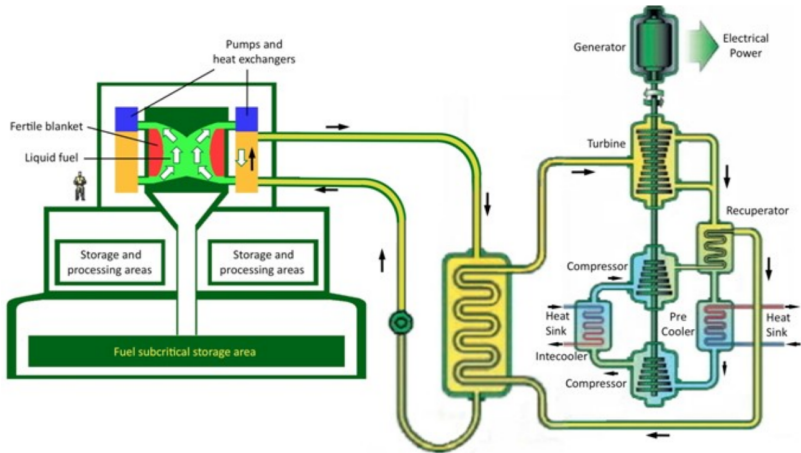 Pumps and
heat exchangers
Fertile blanket
Liquid fuel
Storage and
processing areas
Storage and
processing areas
Fuel subcritical storage area
Generator
Electrical
Power
Turbine
Recuperator
Compressor
Heat
Sink
Pre
Cooler
Heat
Sink
Intecooler
Compressor